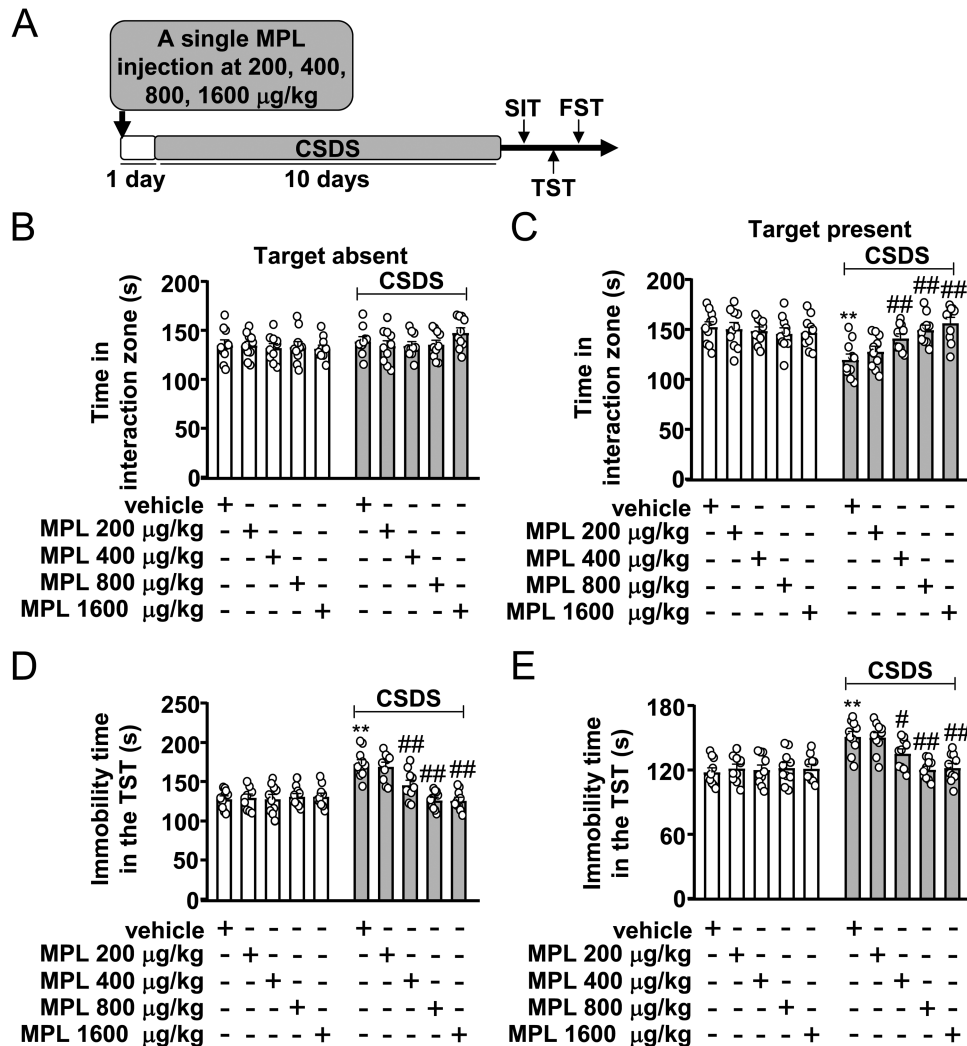 A
A single MPL
injection at 200, 400,
800, 1600 μg/kg
SIT FST
CSDS
1 day 10 days
TST
B
Target absent
CSDS
Time in
interaction zone (s)
200
150
100
50
0
vehicle + - - - - + - - - -
MPL 200 μg/kg - + - - - - + - - -
MPL 400 μg/kg - - + - - - - + - -
MPL 800 μg/kg - - - + - - - - + -
MPL 1600 μg/kg - - - - + - - - - +
C
Target present
CSDS
Time in
interaction zone (s)
200
150
100
50
0
** ## ## ##
vehicle + - - - - + - - - -
MPL 200 μg/kg - + - - - - + - - -
MPL 400 μg/kg - - + - - - - + - -
MPL 800 μg/kg - - - + - - - - + -
MPL 1600 μg/kg - - - - + - - - - +
D
CSDS
Immobility time
in the TST (s)
250
200
150
100
50
0
** ## ## ##
vehicle + - - - - + - - - -
MPL 200 μg/kg - + - - - - + - - -
MPL 400 μg/kg - - + - - - - + - -
MPL 800 μg/kg - - - + - - - - + -
MPL 1600 μg/kg - - - - + - - - - +
E
CSDS
Immobility time
in the TST (s)
180
120
60
0
** # ## ##
vehicle + - - - - + - - - -
MPL 200 μg/kg - + - - - - + - - -
MPL 400 μg/kg - - + - - - - + - -
MPL 800 μg/kg - - - + - - - - + -
MPL 1600 μg/kg - - - - + - - - - +